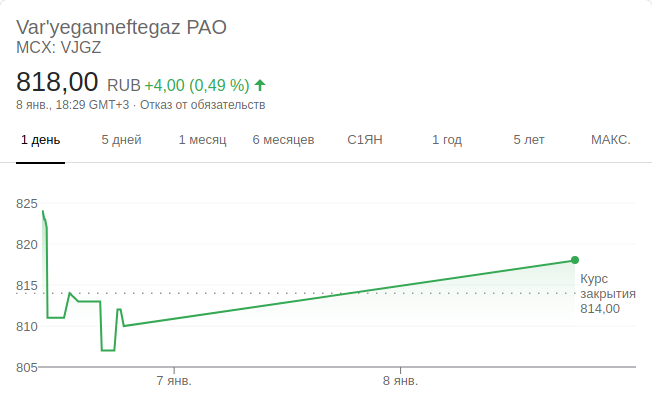 Var'yeganneftegaz PAO
MCX: VJGZ
818,00 RUB +4,00 (0,49 %)
8 янв., 18:29 GMT+3 · Отказ от обязательств
1 день 5 дней 1 месяц 6 месяцев С1ЯН 1 год 5 лет МАКС.
825
820
815
810
805
Курс
закрытия
814,00
7 янв. 8 янв.